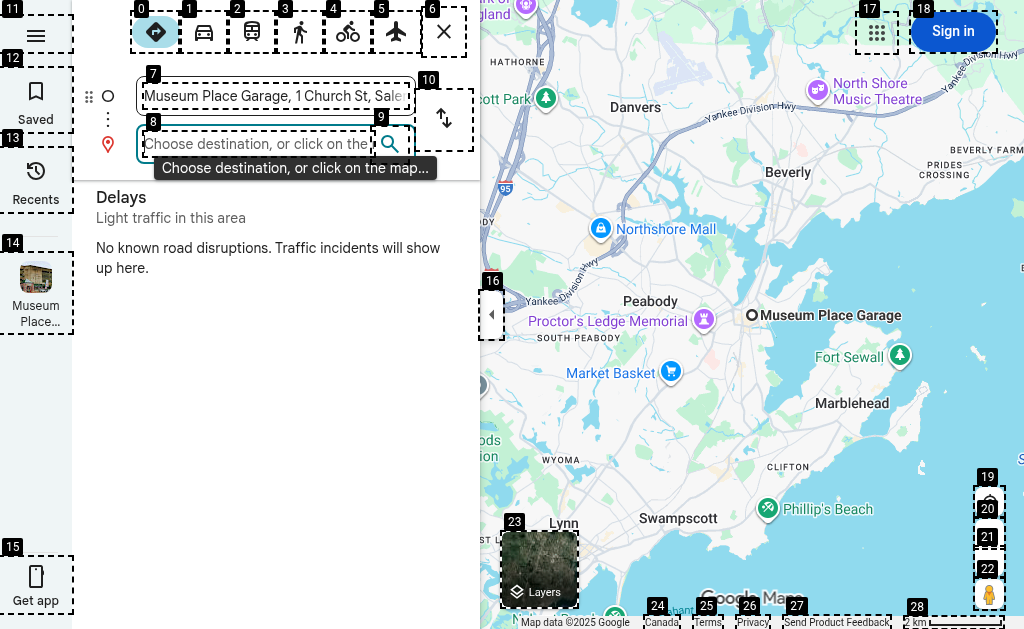 0
1
2
3
4
5
6
7
8
9
10
11
12
13
14
15
16
17
18
19
20
21
22
23
24
25
26
27
28
Museum Place Garage, 1 Church St, Saler
Choose destination, or click on the
Choose destination, or click on the map...
Saved
Recents
Museum
Place...
Get app
Delays
Light traffic in this area
No known road disruptions. Traffic incidents will show
up here.
Sign in
HATHORNE
Danvers
North Shore
Music Theatre
Yankee Division Hwy
Yankee Division Hwy
Beverly
BEVERLY FARM
PRIDES
CROSSING
95
Northshore Mall
Yankee Division Hwy
Peabody
Proctor's Ledge Memorial
SOUTH PEABODY
Museum Place Garage
Market Basket
Fort Sewall
Marblehead
WYOMA
CLIFTON
Phillip's Beach
Swampscott
Lynn
Layers
Google Maps
Map data ©2025 Google
Canada
Terms
Privacy
Send Product Feedback
2 km